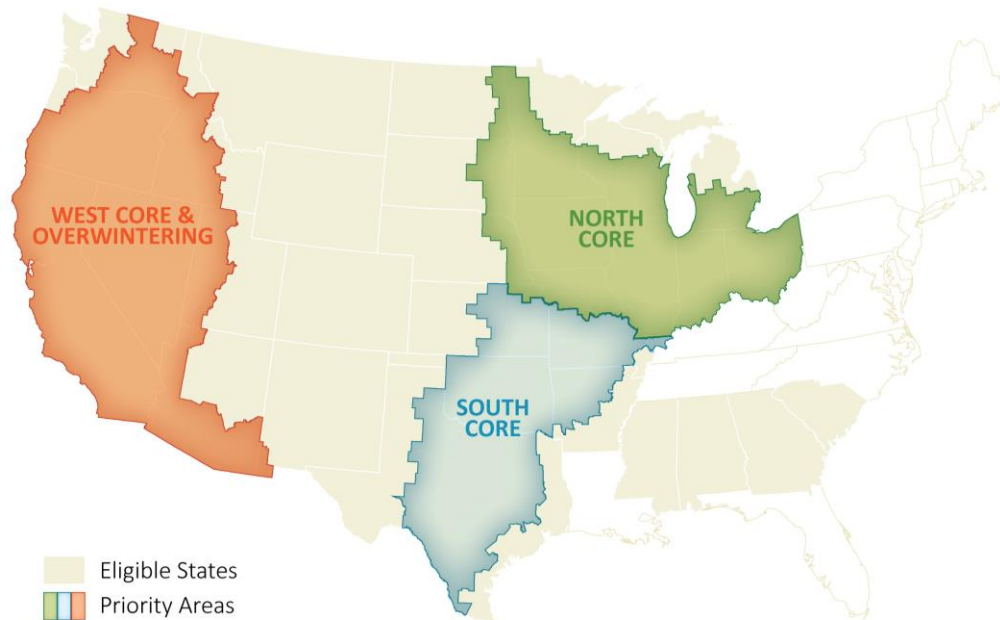 WEST CORE &
OVERWINTERING
NORTH
CORE
SOUTH
CORE
Eligible States
Priority Areas